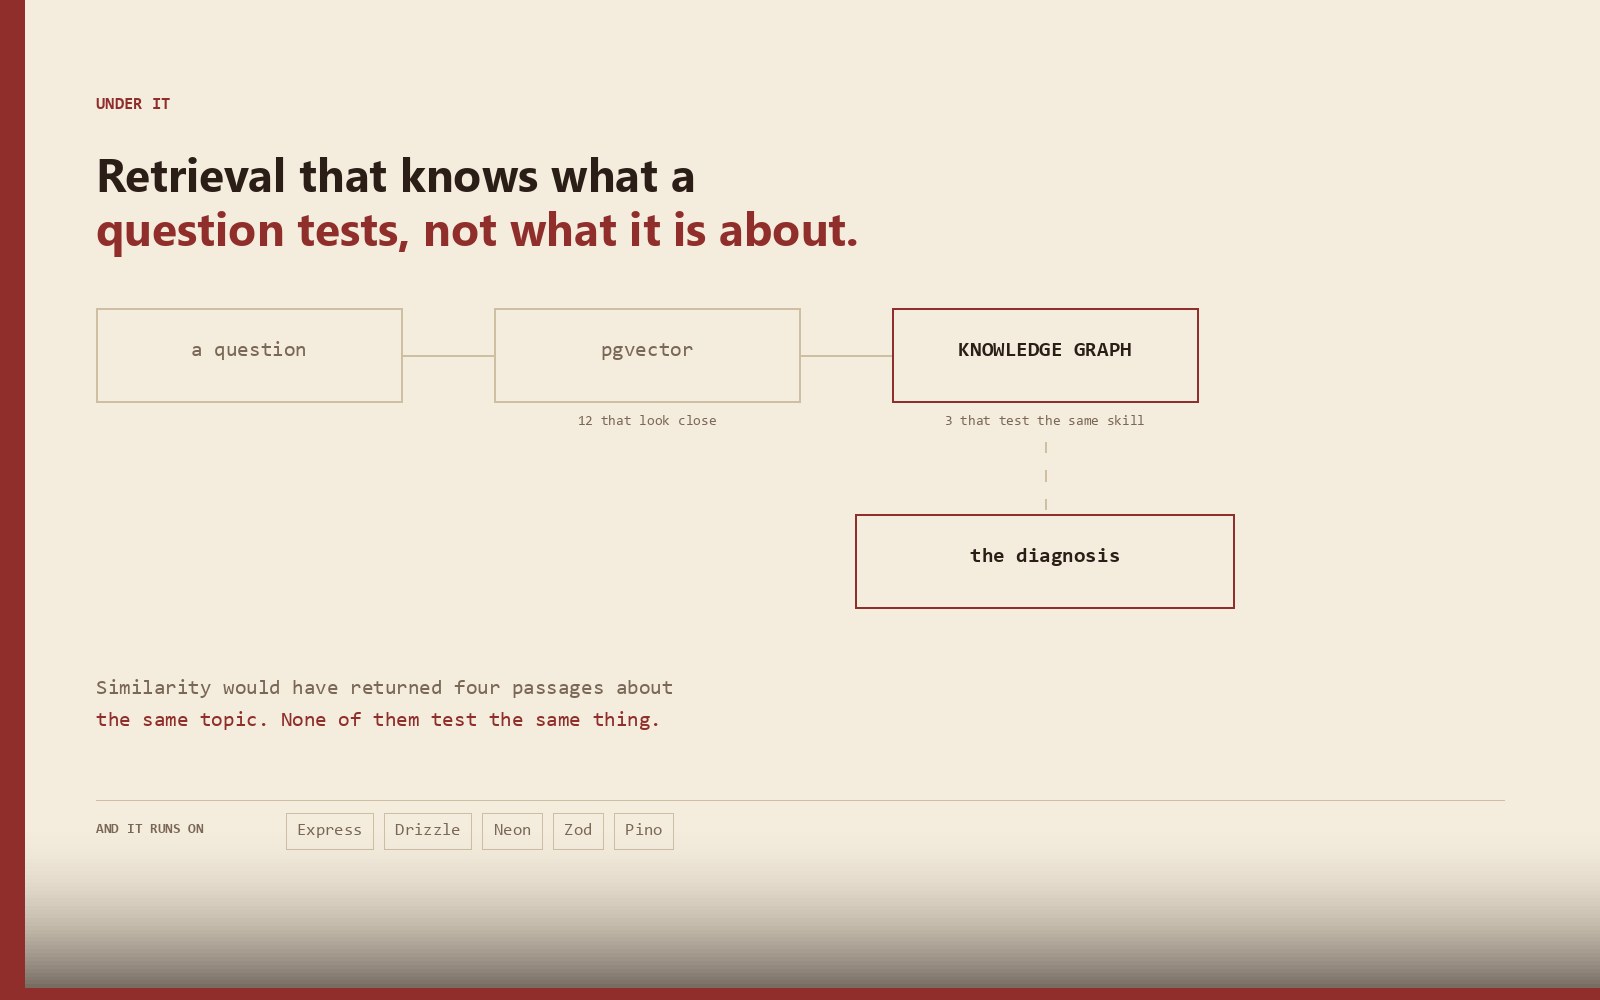 UNDER IT
Retrieval that knows what a
question tests, not what it is about.
a question
pgvector
KNOWLEDGE GRAPH
12 that look close
3 that test the same skill
the diagnosis
Similarity would have returned four passages about
the same topic. None of them test the same thing.
AND IT RUNS ON
Express
Drizzle
Neon
Zod
Pino